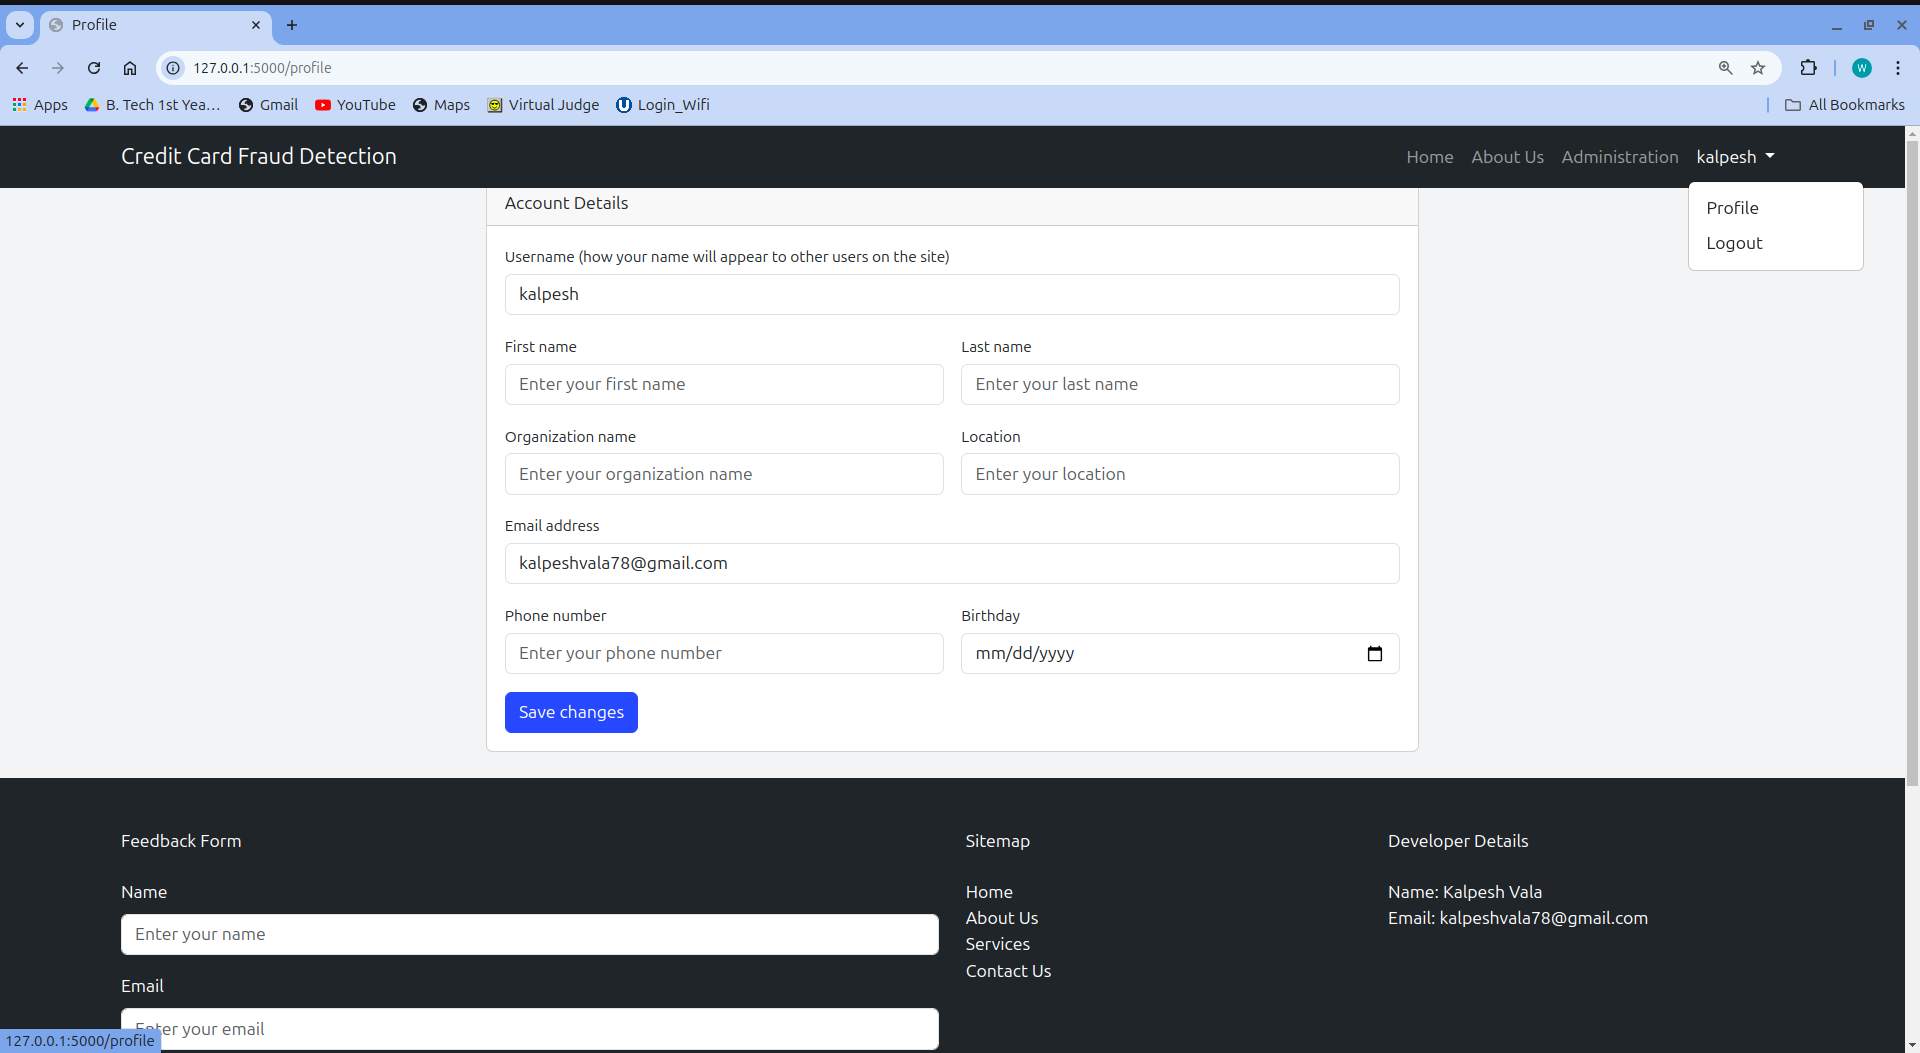 Profile
127.0.0.1:5000/profile
Apps B. Tech 1st Yea... Gmail YouTube Maps Virtual Judge Login_Wifi All Bookmarks
W
Credit Card Fraud Detection Home About Us Administration kalpesh
Profile
Logout
Account Details
Username (how your name will appear to other users on the site)
kalpesh
First name Last name
Enter your first name Enter your last name
Organization name Location
Enter your organization name Enter your location
Email address
kalpeshvala78@gmail.com
Phone number Birthday
Enter your phone number mm/dd/yyyy
Save changes
Feedback Form
Name
Enter your name
Email
Enter your email
Sitemap
Home
About Us
Services
Contact Us
Developer Details
Name: Kalpesh Vala
Email: kalpeshvala78@gmail.com
127.0.0.1:5000/profile